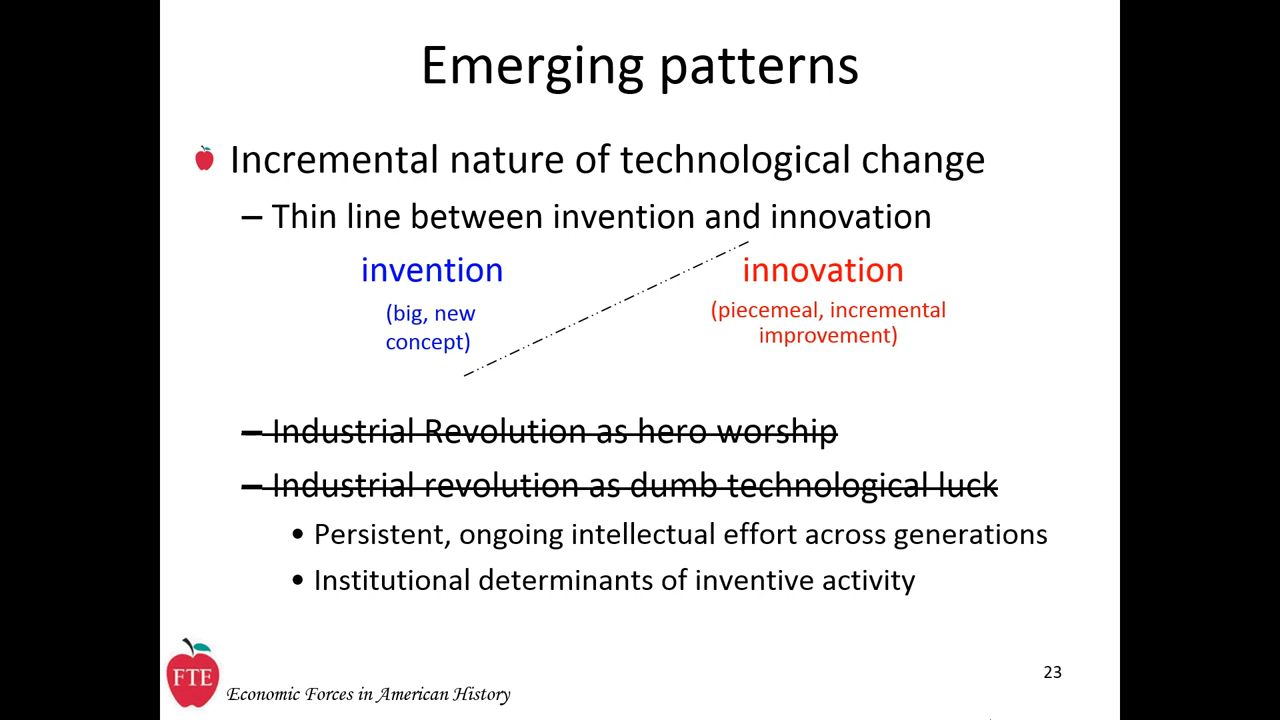 Emerging patterns
Incremental nature of technological change
– Thin line between invention and innovation
invention
(big, new
concept)
innovation
(piecemeal, incremental
improvement)
– Industrial Revolution as hero worship
– Industrial revolution as dumb technological luck
• Persistent, ongoing intellectual effort across generations
• Institutional determinants of inventive activity
FTE
Economic Forces in American History
23